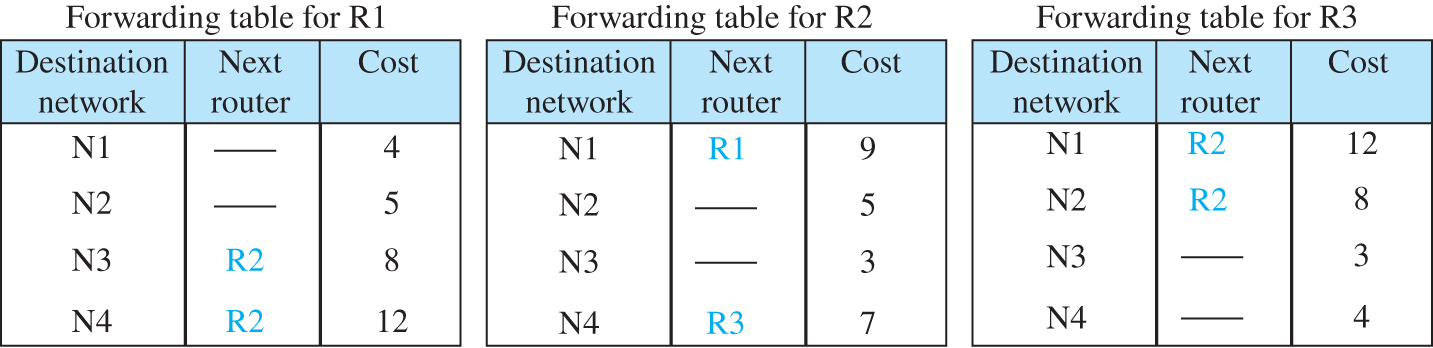 Forwarding table for R1
Destination network Next router Cost
N1 —— 4
N2 —— 5
N3 R2 8
N4 R2 12
Forwarding table for R2
Destination network Next router Cost
N1 R1 9
N2 —— 5
N3 —— 3
N4 R3 7
Forwarding table for R3
Destination network Next router Cost
N1 R2 12
N2 R2 8
N3 —— 3
N4 —— 4